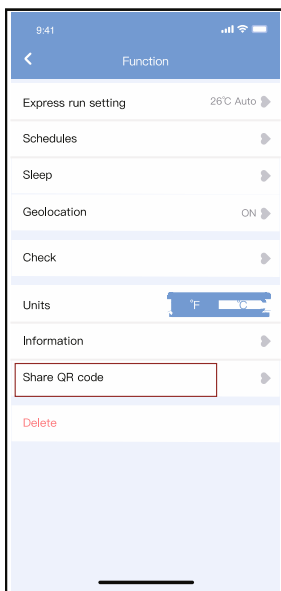 9:41
Function
Express run setting 26℃ Auto
Schedules
Sleep
Geolocation ON
Check
Units °F °C
Information
Share QR code
Delete